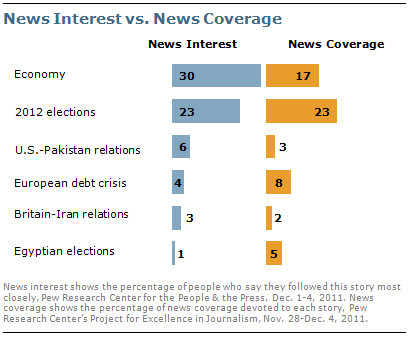 News Interest vs. News Coverage
News Interest News Coverage
Economy 30 17
2012 elections 23 23
U.S.-Pakistan relations 6 3
European debt crisis 4 8
Britain-Iran relations 3 2
Egyptian elections 1 5
News interest shows the percentage of people who say they followed this story most
closely, Pew Research Center for the People & the Press, Dec. 1-4, 2011. News
coverage shows the percentage of news coverage devoted to each story, Pew
Research Center's Project for Excellence in Journalism, Nov. 28-Dec. 4, 2011.